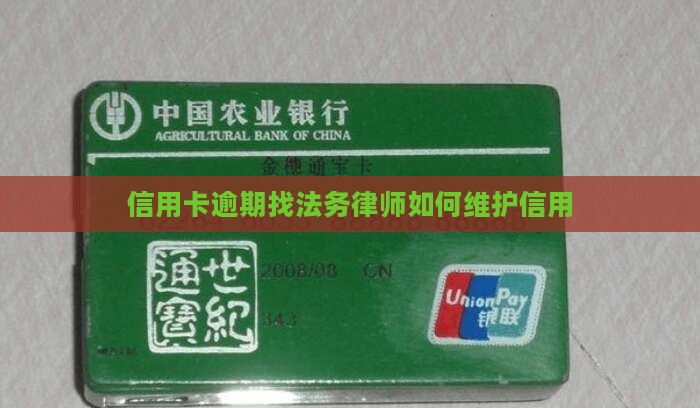 中国农业银行
AGRICULTURAL BANK OF CHINA
金穗通宝卡
信用卡逾期找法务律师如何维护信用
2008/08 CN
世纪
通寶
343
UnionPay
银联